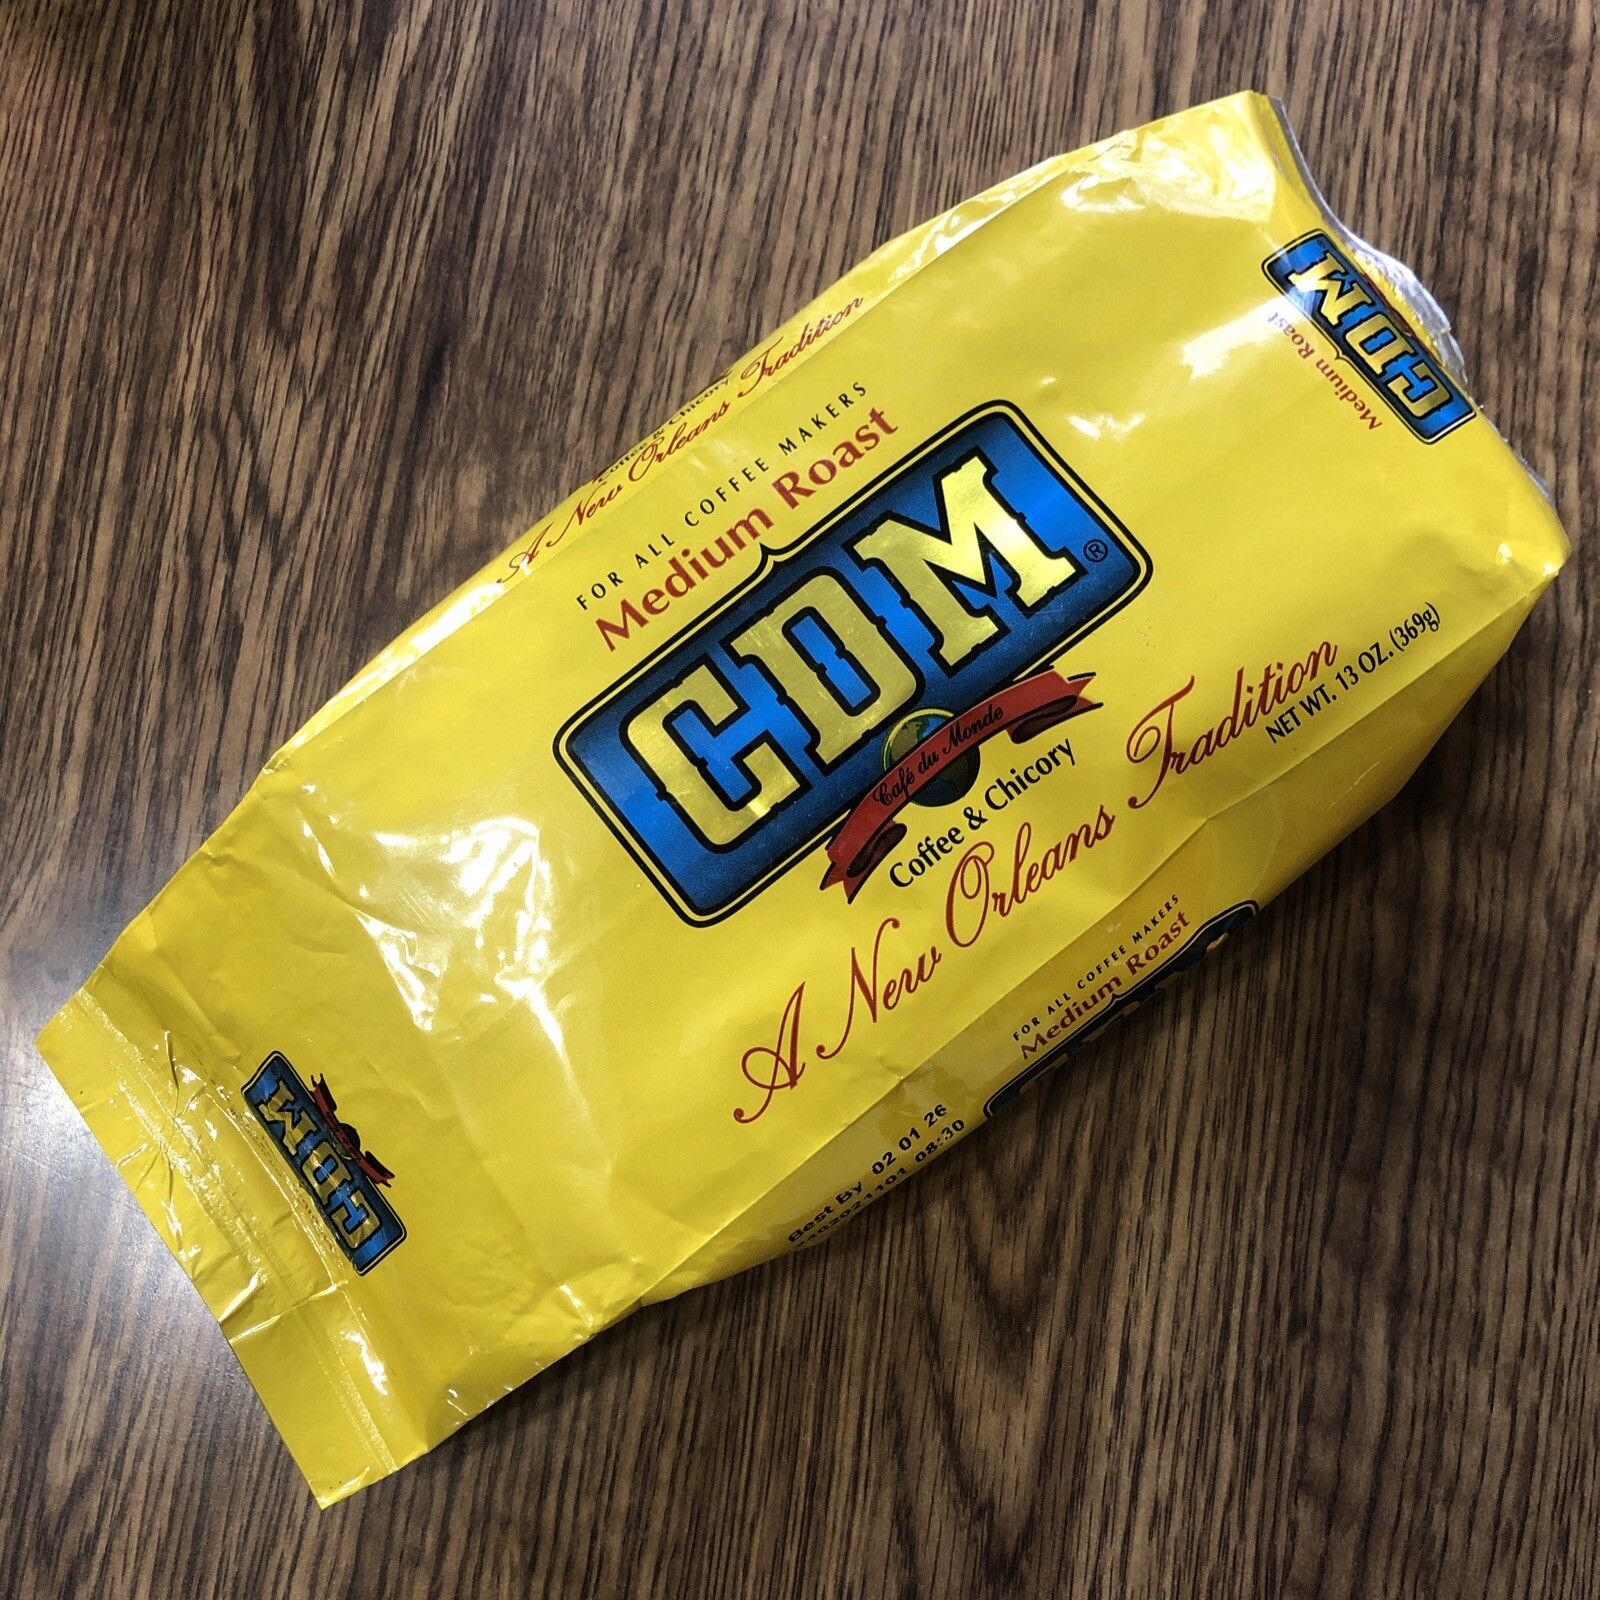 Coffee & Chicory
A New Orleans Tradition
FOR ALL COFFEE MAKERS
Medium Roast
CDM®
Café du Monde
Coffee & Chicory
A New Orleans Tradition
NET WT. 13 OZ. (369g)
CDM®
Medium Roast
FOR ALL COFFEE MAKERS
Medium Roast
Best By 02 01 26
08:30
CDM